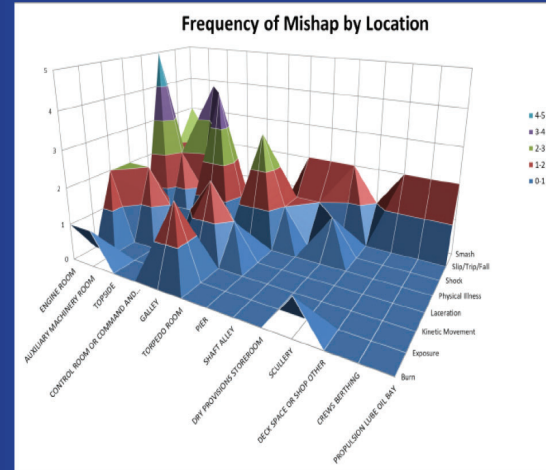 Frequency of Mishap by Location
5
4
3
2
1
0
4-5
3-4
2-3
1-2
0-1
Smash
Slip/Trip/Fall
Shock
Physical Illness
Laceration
Kinetic Movement
Exposure
Burn
ENGINE ROOM
AUXILIARY MACHINERY ROOM
TOPSIDE
CONTROL ROOM OR COMMAND AND...
GALLEY
TORPEDO ROOM
PIER
SHAFT ALLEY
DRY PROVISIONS STOREROOM
SCULLERY
DECK SPACE OR SHOP OTHER
CREWS BERTHING
PROPULSION LUBE OIL BAY